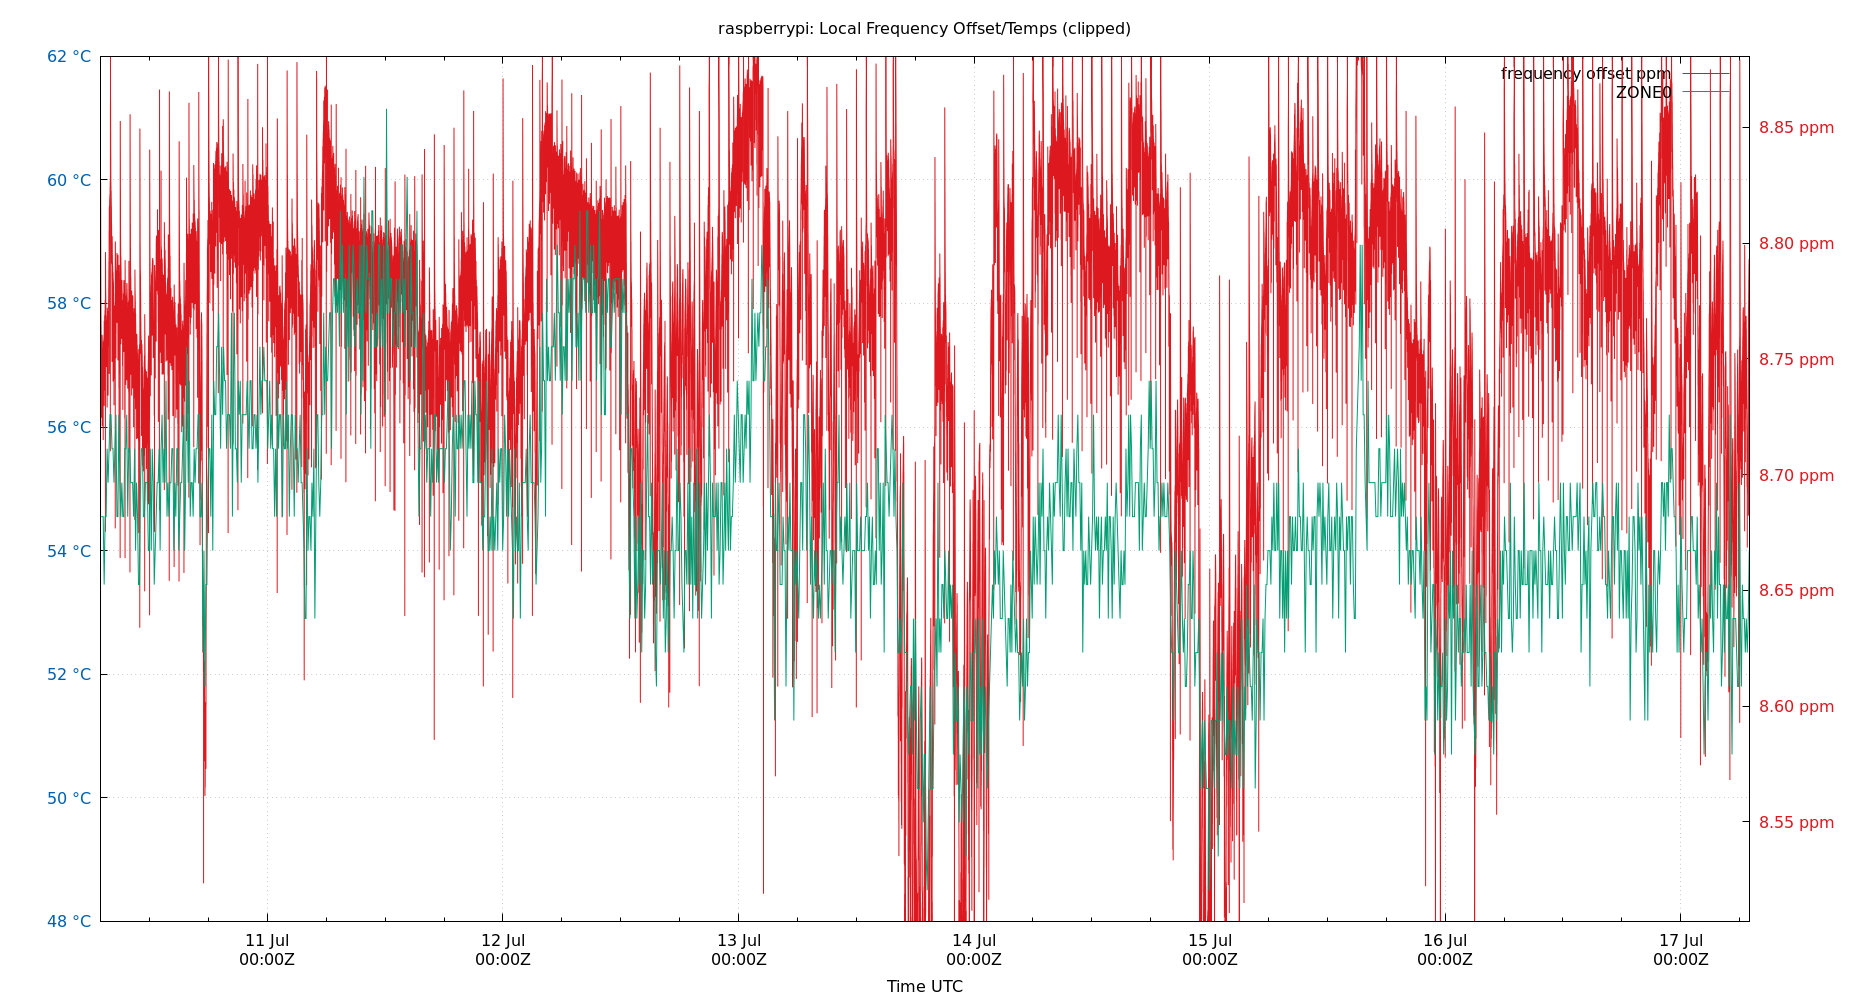 raspberrypi: Local Frequency Offset/Temps (clipped)
62 °C
60 °C
58 °C
56 °C
54 °C
52 °C
50 °C
48 °C
frequency offset ppm
ZONE0
8.85 ppm
8.80 ppm
8.75 ppm
8.70 ppm
8.65 ppm
8.60 ppm
8.55 ppm
11 Jul 12 Jul 13 Jul 14 Jul 15 Jul 16 Jul 17 Jul
00:00Z 00:00Z 00:00Z 00:00Z 00:00Z 00:00Z 00:00Z
Time UTC